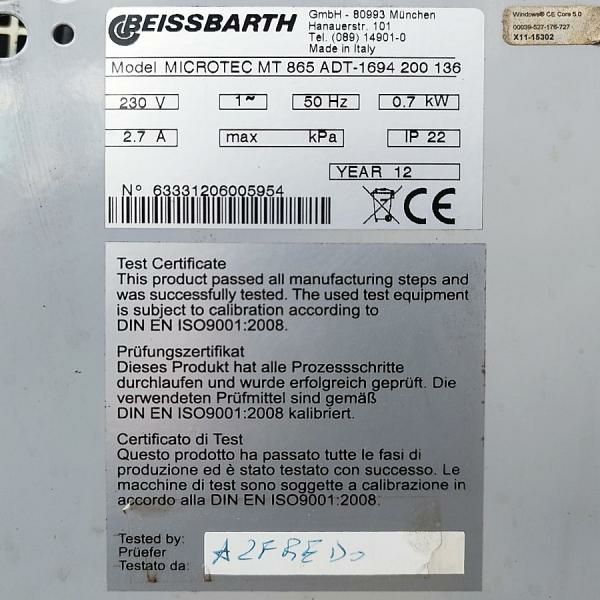 BEISSBARTH
GmbH - 80993 München
Hanauerstr. 101
Tel. (089) 14901-0
Made in Italy
Windows® CE Core 5.0
00039-527-176-727
X11-15302
Model MICROTEC MT 865 ADT-1694 200 136
230 V 1~ 50 Hz 0.7 kW
2.7 A max kPa IP 22
YEAR 12
N° 63331206005954
CE
Test Certificate
This product passed all manufacturing steps and
was successfully tested. The used test equipment
is subject to calibration according to
DIN EN ISO9001:2008.
Prüfungszertifikat
Dieses Produkt hat alle Prozessschritte
durchlaufen und wurde erfolgreich geprüft. Die
verwendeten Prüfmittel sind gemäß
DIN EN ISO9001:2008 kalibriert.
Certificato di Test
Questo prodotto ha passato tutte le fasi di
produzione ed è stato testato con successo. Le
macchine di test sono soggette a calibrazione in
accordo alla DIN EN ISO9001:2008.
Tested by:
Prüefer
Testato da:
ALFREDO